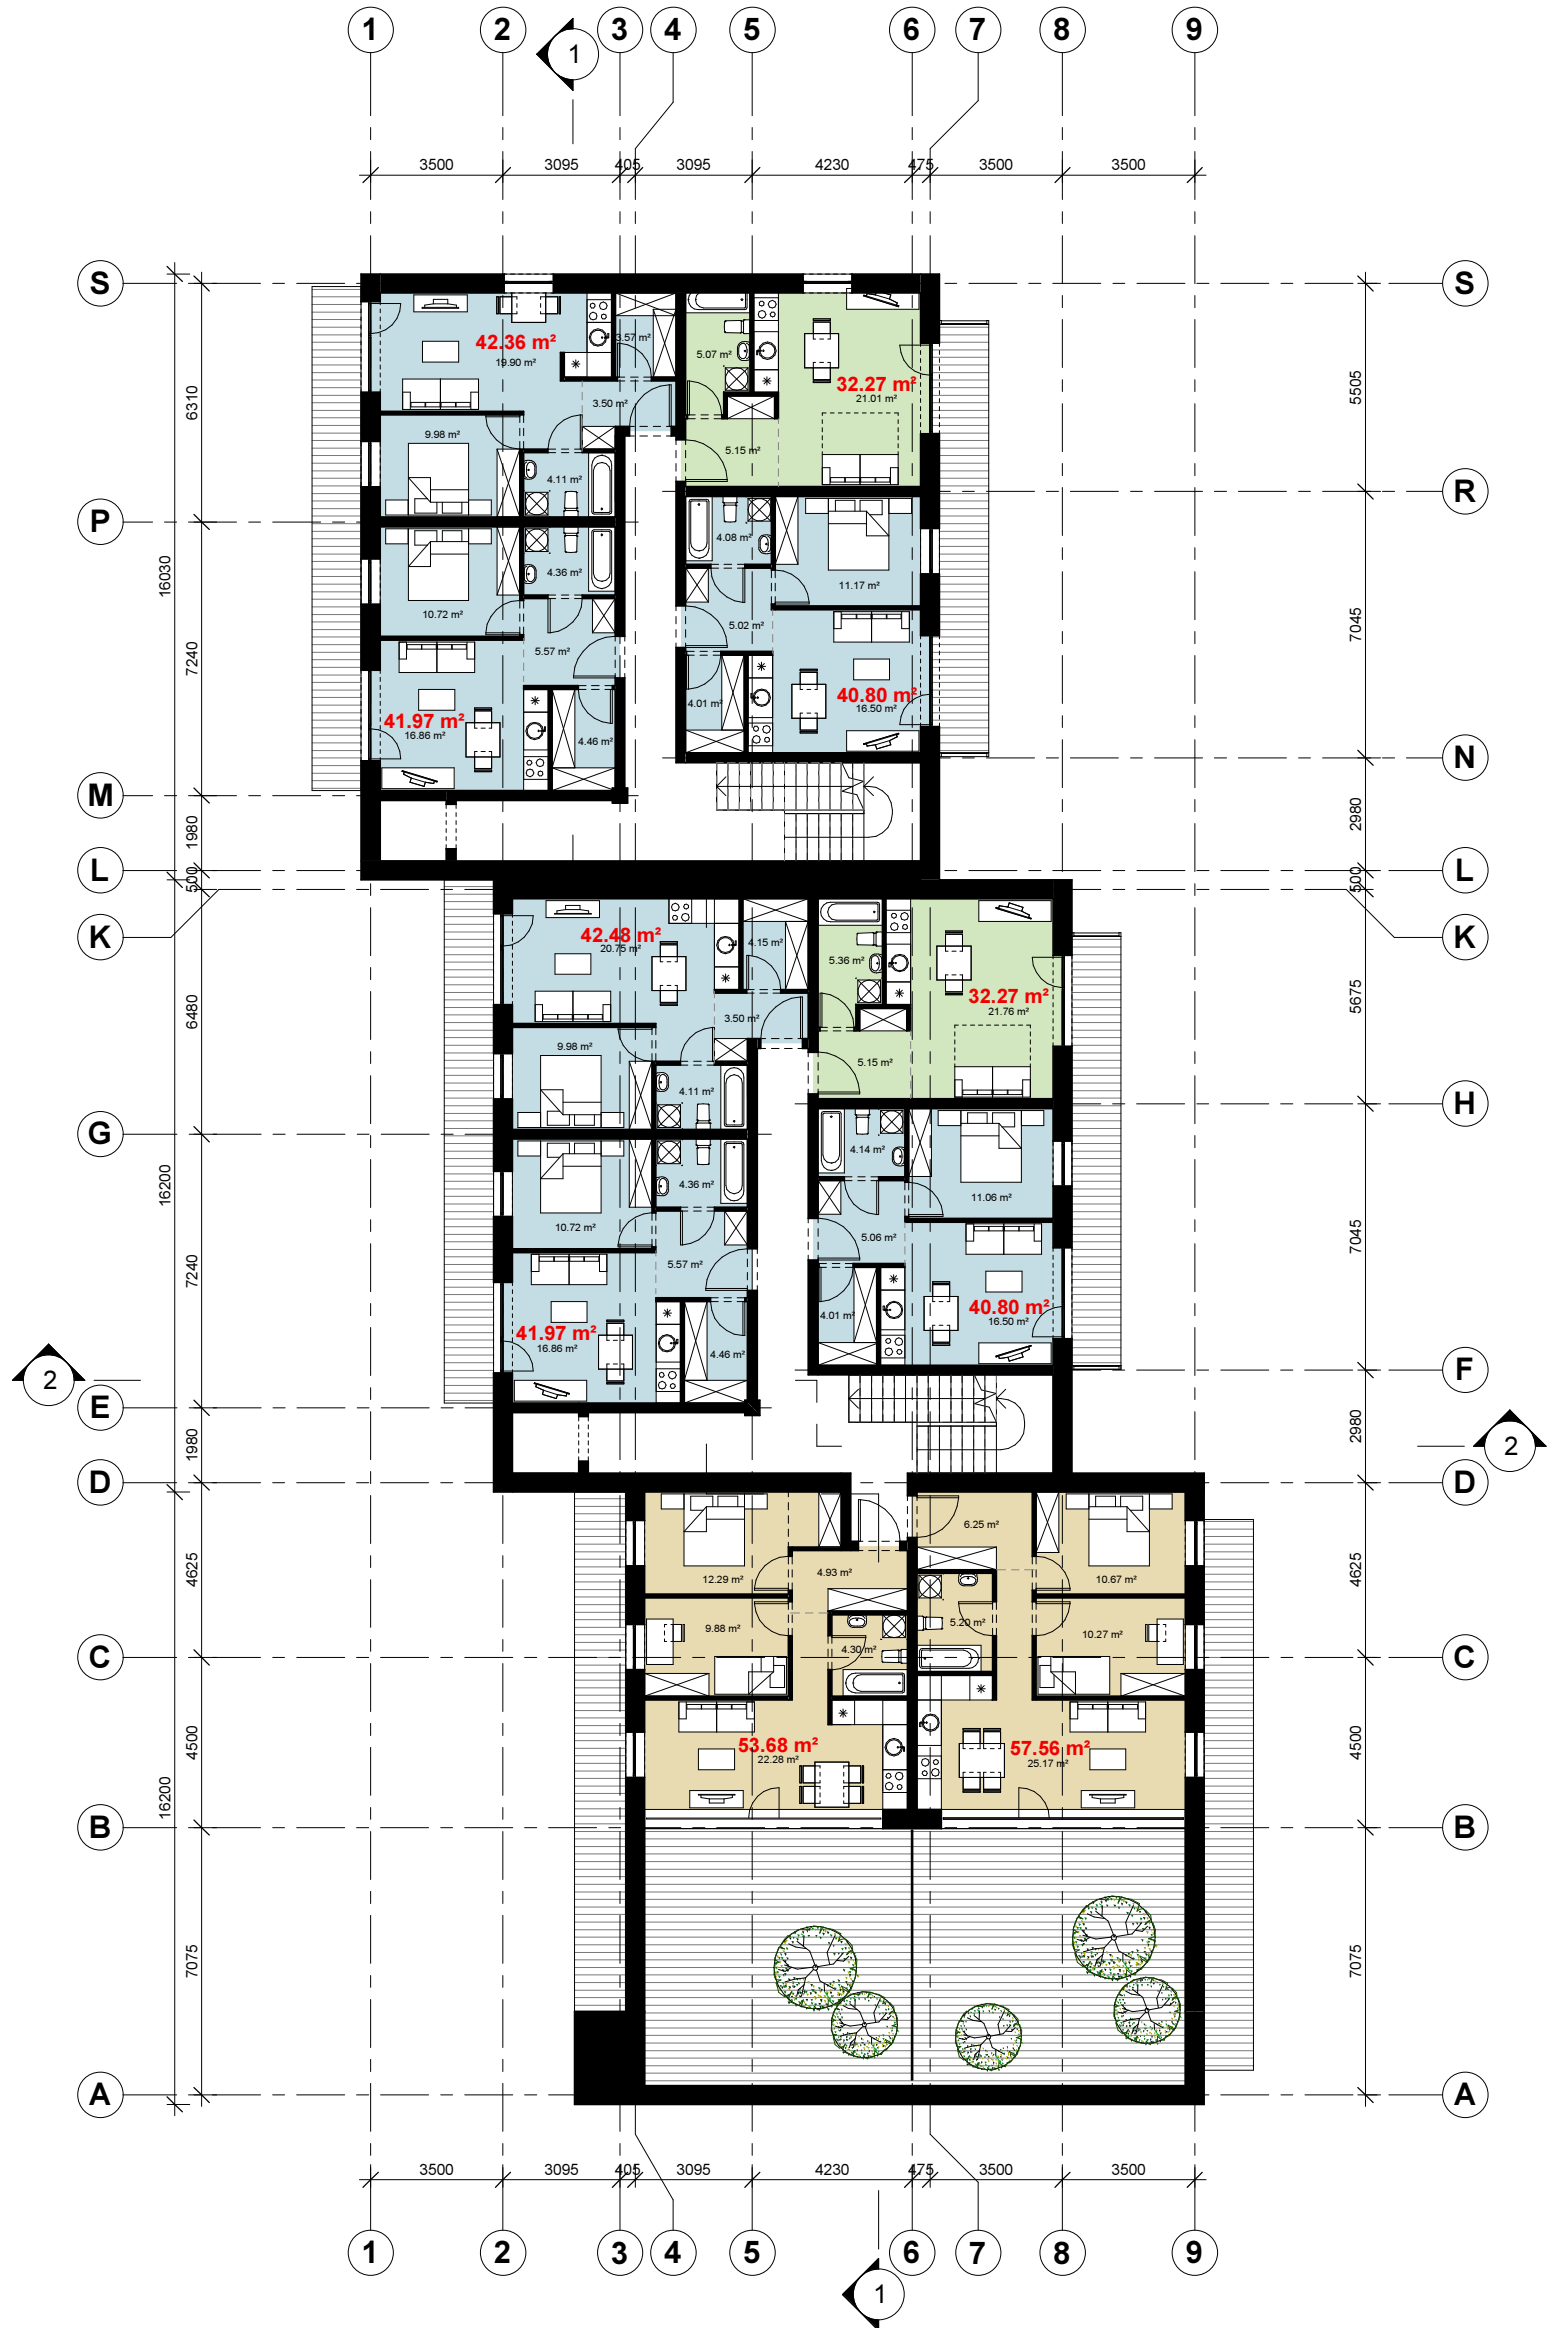 1 2 3 4 5 6 7 8 9
1
3500 3095 405 3095 4230 475 3500 3500
S S
42.36 m²
19.90 m²
3.57 m²
5.07 m²
32.27 m²
21.01 m²
6310
5505
3.50 m²
9.98 m²
5.15 m²
4.11 m²
R
P
4.08 m²
16030
4.36 m²
11.17 m²
10.72 m²
5.02 m²
5.57 m²
7240
7045
40.80 m²
16.50 m²
4.01 m²
41.97 m²
16.86 m²
4.46 m²
N
M
1980
2980
L L
500
500
K K
42.48 m²
20.75 m²
4.15 m²
5.36 m²
32.27 m²
21.76 m²
6480
5675
3.50 m²
9.98 m²
5.15 m²
4.11 m²
H
G
4.14 m²
16200
4.36 m²
11.06 m²
10.72 m²
5.06 m²
5.57 m²
7240
7045
40.80 m²
16.50 m²
4.01 m²
41.97 m²
16.86 m²
4.46 m²
F
2
E
1980
2980
2
D D
6.25 m²
4625
4625
12.29 m²
4.93 m²
10.67 m²
9.88 m²
5.20 m²
10.27 m²
4.30 m²
C C
53.68 m²
22.28 m²
57.56 m²
25.17 m²
4500
4500
16200
B B
7075
7075
A A
3500 3095 405 3095 4230 475 3500 3500
1 2 3 4 5 6 7 8 9
1